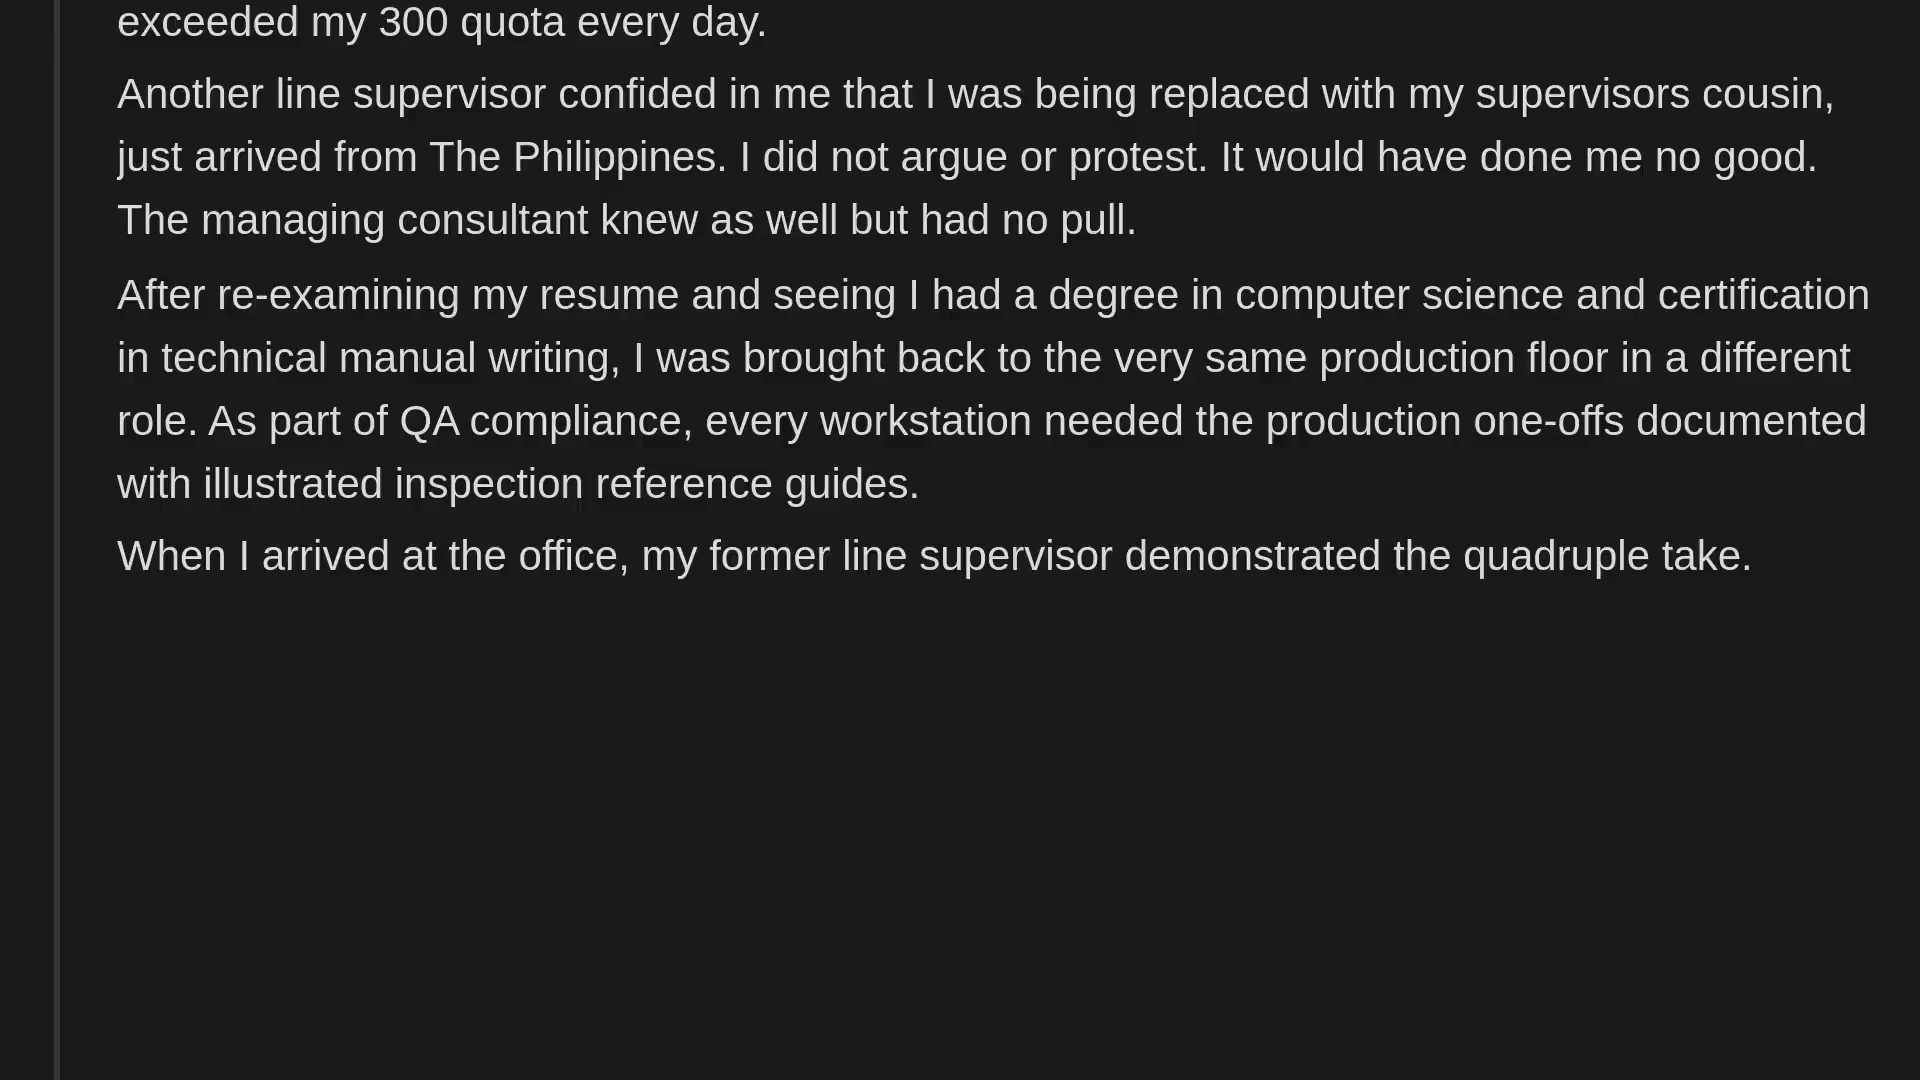 exceeded my 300 quota every day.
Another line supervisor confided in me that I was being replaced with my supervisors cousin,
just arrived from The Philippines. I did not argue or protest. It would have done me no good.
The managing consultant knew as well but had no pull.
After re-examining my resume and seeing I had a degree in computer science and certification
in technical manual writing, I was brought back to the very same production floor in a different
role. As part of QA compliance, every workstation needed the production one-offs documented
with illustrated inspection reference guides.
When I arrived at the office, my former line supervisor demonstrated the quadruple take.